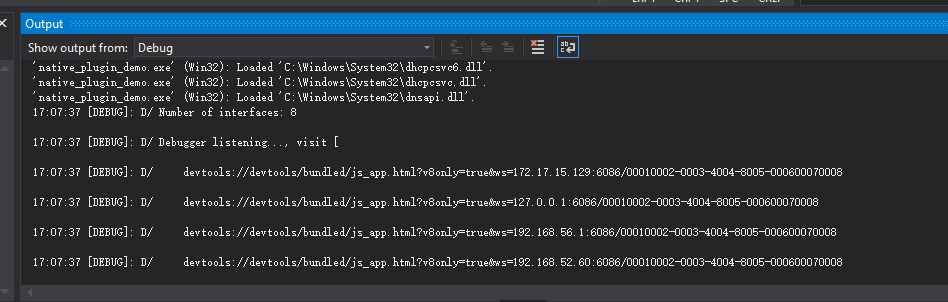 Output
Show output from: Debug
'native_plugin_demo.exe' (Win32): Loaded 'C:\Windows\System32\dhcpcsvc6.dll'.
'native_plugin_demo.exe' (Win32): Loaded 'C:\Windows\System32\dhcpcsvc.dll'.
'native_plugin_demo.exe' (Win32): Loaded 'C:\Windows\System32\dnsapi.dll'.
17:07:37 [DEBUG]: D/ Number of interfaces: 8
17:07:37 [DEBUG]: D/ Debugger listening..., visit [
17:07:37 [DEBUG]: D/     devtools://devtools/bundled/js_app.html?v8only=true&ws=172.17.15.129:6086/00010002-0003-4004-8005-000600070008
17:07:37 [DEBUG]: D/     devtools://devtools/bundled/js_app.html?v8only=true&ws=127.0.0.1:6086/00010002-0003-4004-8005-000600070008
17:07:37 [DEBUG]: D/     devtools://devtools/bundled/js_app.html?v8only=true&ws=192.168.56.1:6086/00010002-0003-4004-8005-000600070008
17:07:37 [DEBUG]: D/     devtools://devtools/bundled/js_app.html?v8only=true&ws=192.168.52.60:6086/00010002-0003-4004-8005-000600070008